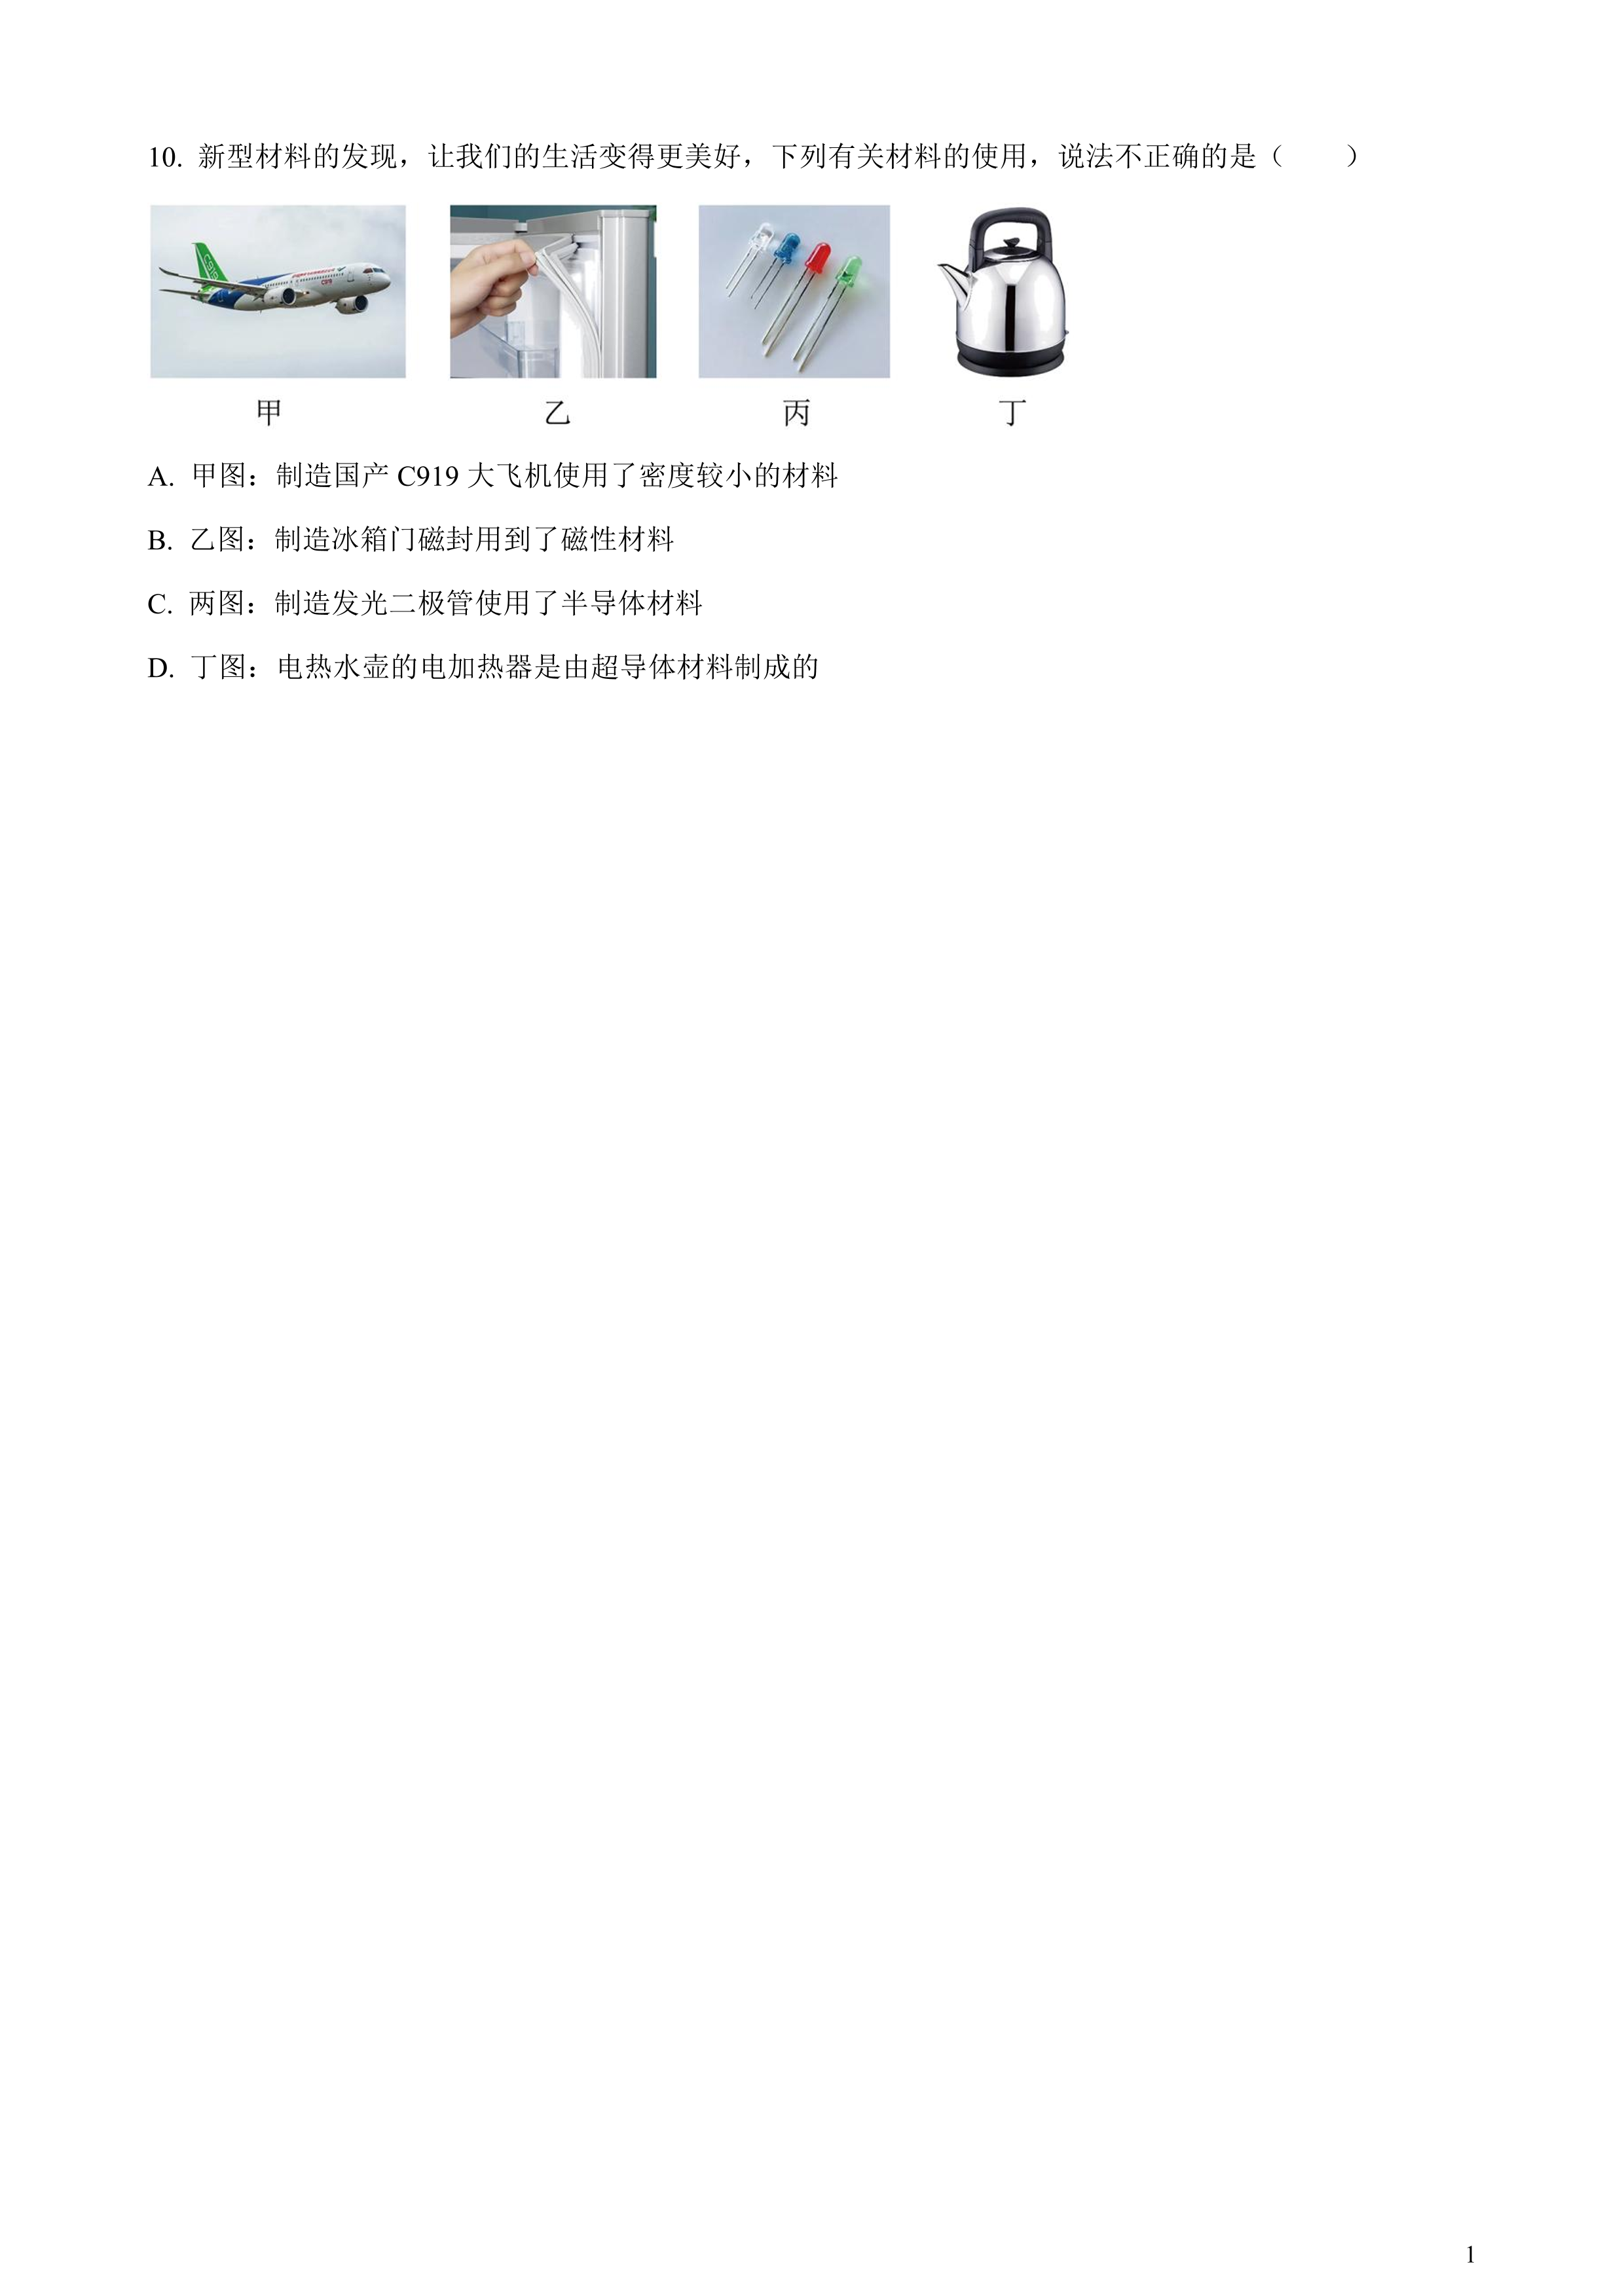 10. 新型材料的发现，让我们的生活变得更美好，下列有关材料的使用，说法不正确的是（　　）
C919
C919
甲 乙 丙 丁
A. 甲图：制造国产 C919 大飞机使用了密度较小的材料
B. 乙图：制造冰箱门磁封用到了磁性材料
C. 两图：制造发光二极管使用了半导体材料
D. 丁图：电热水壶的电加热器是由超导体材料制成的
1